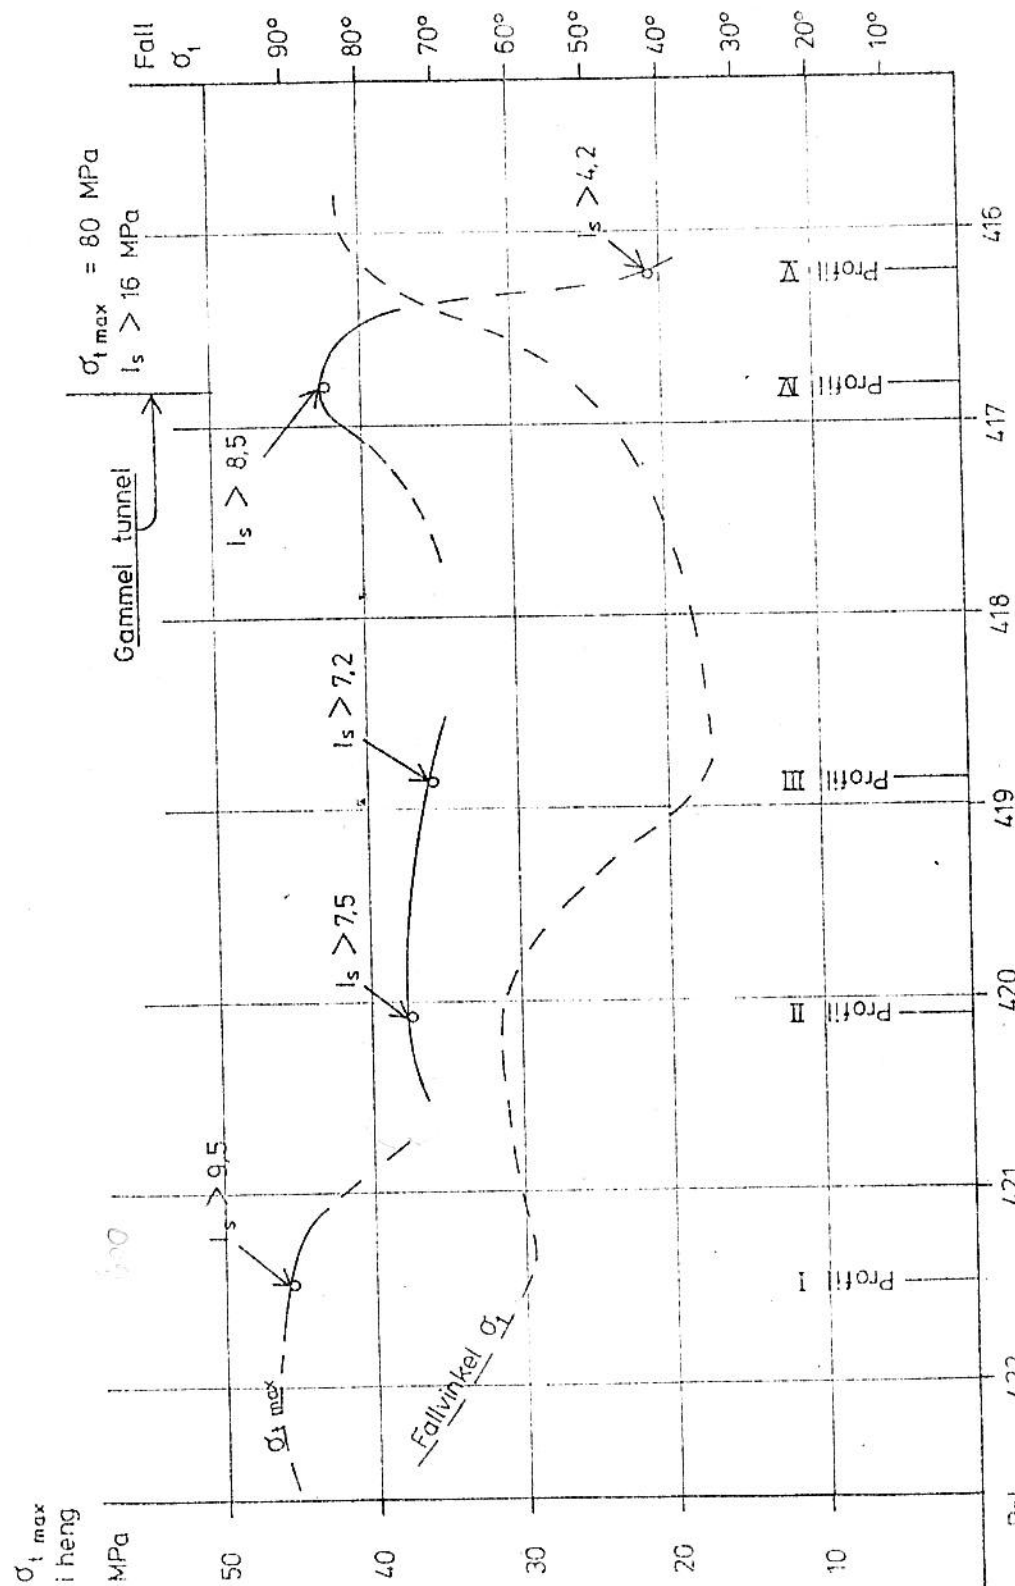 σt max
i heng
MPa
50
40
30
20
10
σt max = 80 MPa
Is > 16 MPa
Gammel tunnel
Fall
σ1
90°
80°
70°
60°
50°
40°
30°
20°
10°
Is > 9,5
Is > 7,5
Is > 7,2
Is > 8,5
Is > 4,2
σt max
Fallvinkel σ1
Profil I
Profil II
Profil III
Profil IV
Profil V
421
420
419
418
417
416